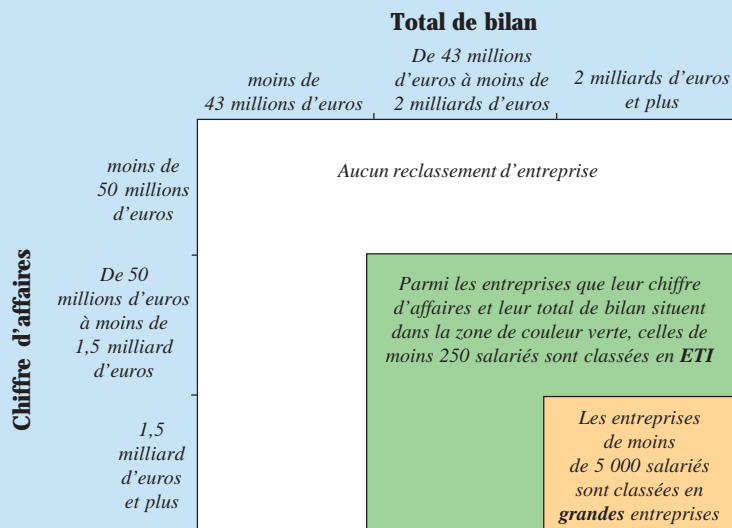 Total de bilan
moins de
43 millions d'euros
De 43 millions
d'euros à moins de
2 milliards d'euros
2 milliards d'euros
et plus
Chiffre d'affaires
moins de
50 millions
d'euros
Aucun reclassement d'entreprise
De 50
millions d'euros
à moins de
1,5 milliard
d'euros
Parmi les entreprises que leur chiffre
d'affaires et leur total de bilan situent
dans la zone de couleur verte, celles de
moins 250 salariés sont classées en ETI
1,5
milliard
d'euros
et plus
Les entreprises
de moins
de 5 000 salariés
sont classées en
grandes entreprises